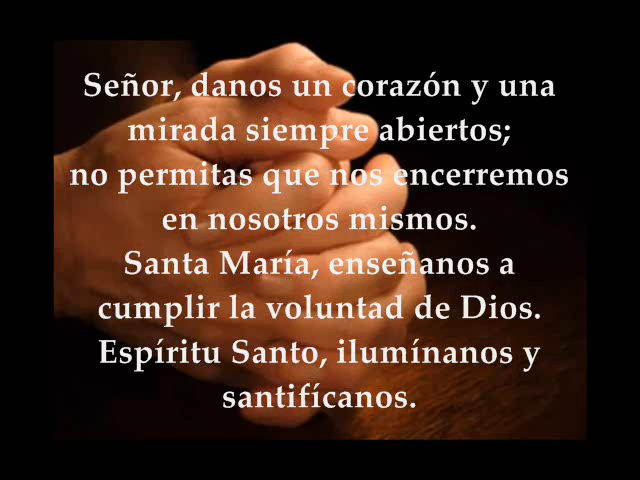 Señor, danos un corazón y una
mirada siempre abiertos;
no permitas que nos encerremos
en nosotros mismos.
Santa María, enseñanos a
cumplir la voluntad de Dios.
Espíritu Santo, ilumínanos y
santifícanos.